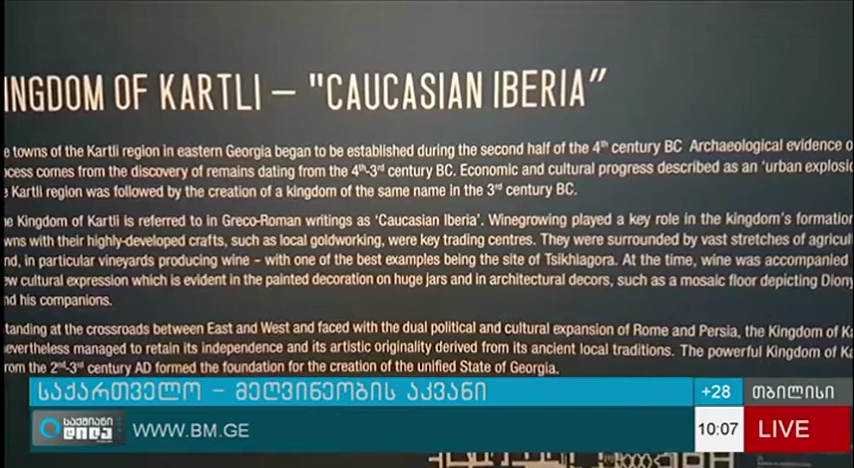 INGDOM OF KARTLI – "CAUCASIAN IBERIA”
e towns of the Kartli region in eastern Georgia began to be established during the second half of the 4th century BC Archaeological evidence o
ocess comes from the discovery of remains dating from the 4th-3rd century BC. Economic and cultural progress described as an ‘urban explosio
e Kartli region was followed by the creation of a kingdom of the same name in the 3rd century BC.
he Kingdom of Kartli is referred to in Greco-Roman writings as ‘Caucasian Iberia’. Winegrowing played a key role in the kingdom’s formation
wns with their highly-developed crafts, such as local goldworking, were key trading centres. They were surrounded by vast stretches of agricul
nd, in particular vineyards producing wine – with one of the best examples being the site of Tsikhiagora. At the time, wine was accompanied
ew cultural expression which is evident in the painted decoration on huge jars and in architectural decors, such as a mosaic floor depicting Diony
nd his companions.
tanding at the crossroads between East and West and faced with the dual political and cultural expansion of Rome and Persia, the Kingdom of Ka
evertheless managed to retain its independence and its artistic originality derived from its ancient local traditions. The powerful Kingdom of Ka
rom the 2nd-3rd century AD formed the foundation for the creation of the unified State of Georgia.
საქართველო – მეღვინეობის აკვანი
+28 თბილისი
საქმიანი
დილა
WWW.BM.GE
10:07 LIVE